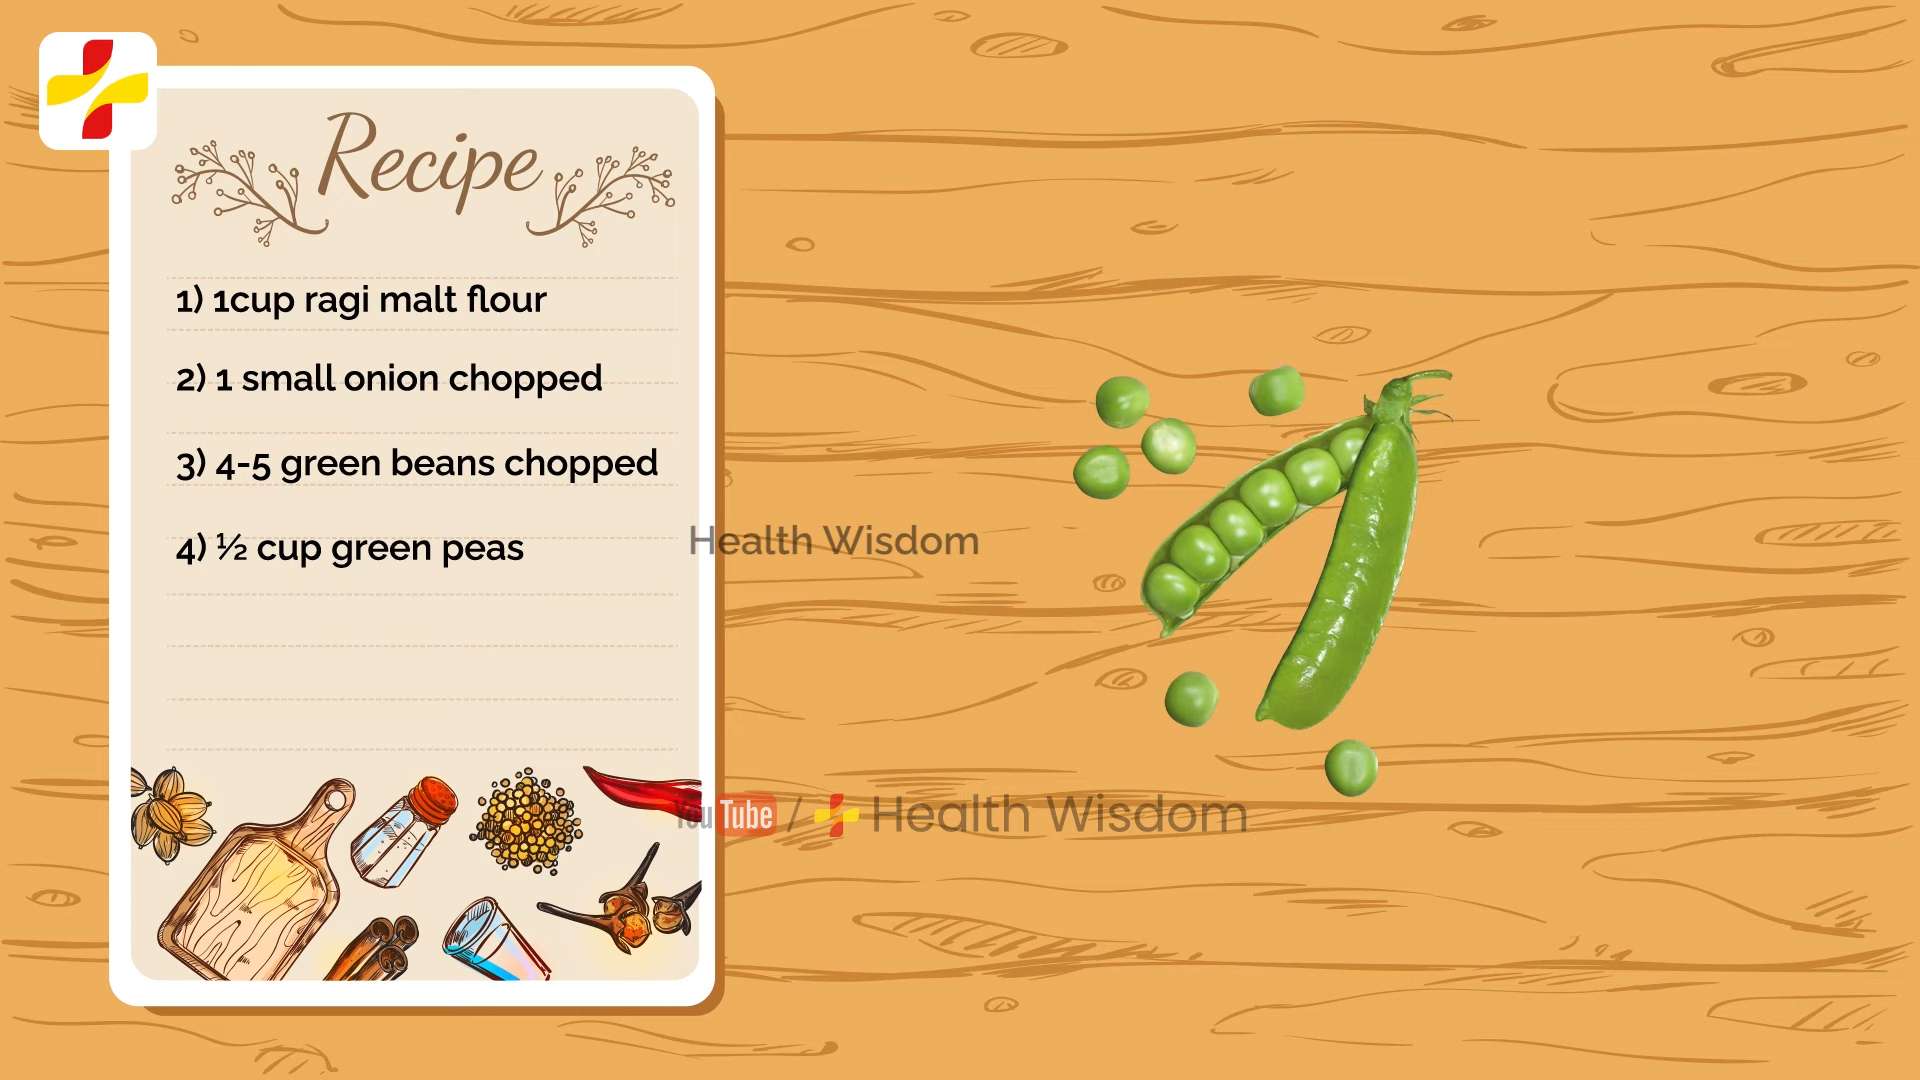 Recipe
1) 1cup ragi malt flour
2) 1 small onion chopped
3) 4-5 green beans chopped
4) ½ cup green peas
Health Wisdom
YouTube / Health Wisdom